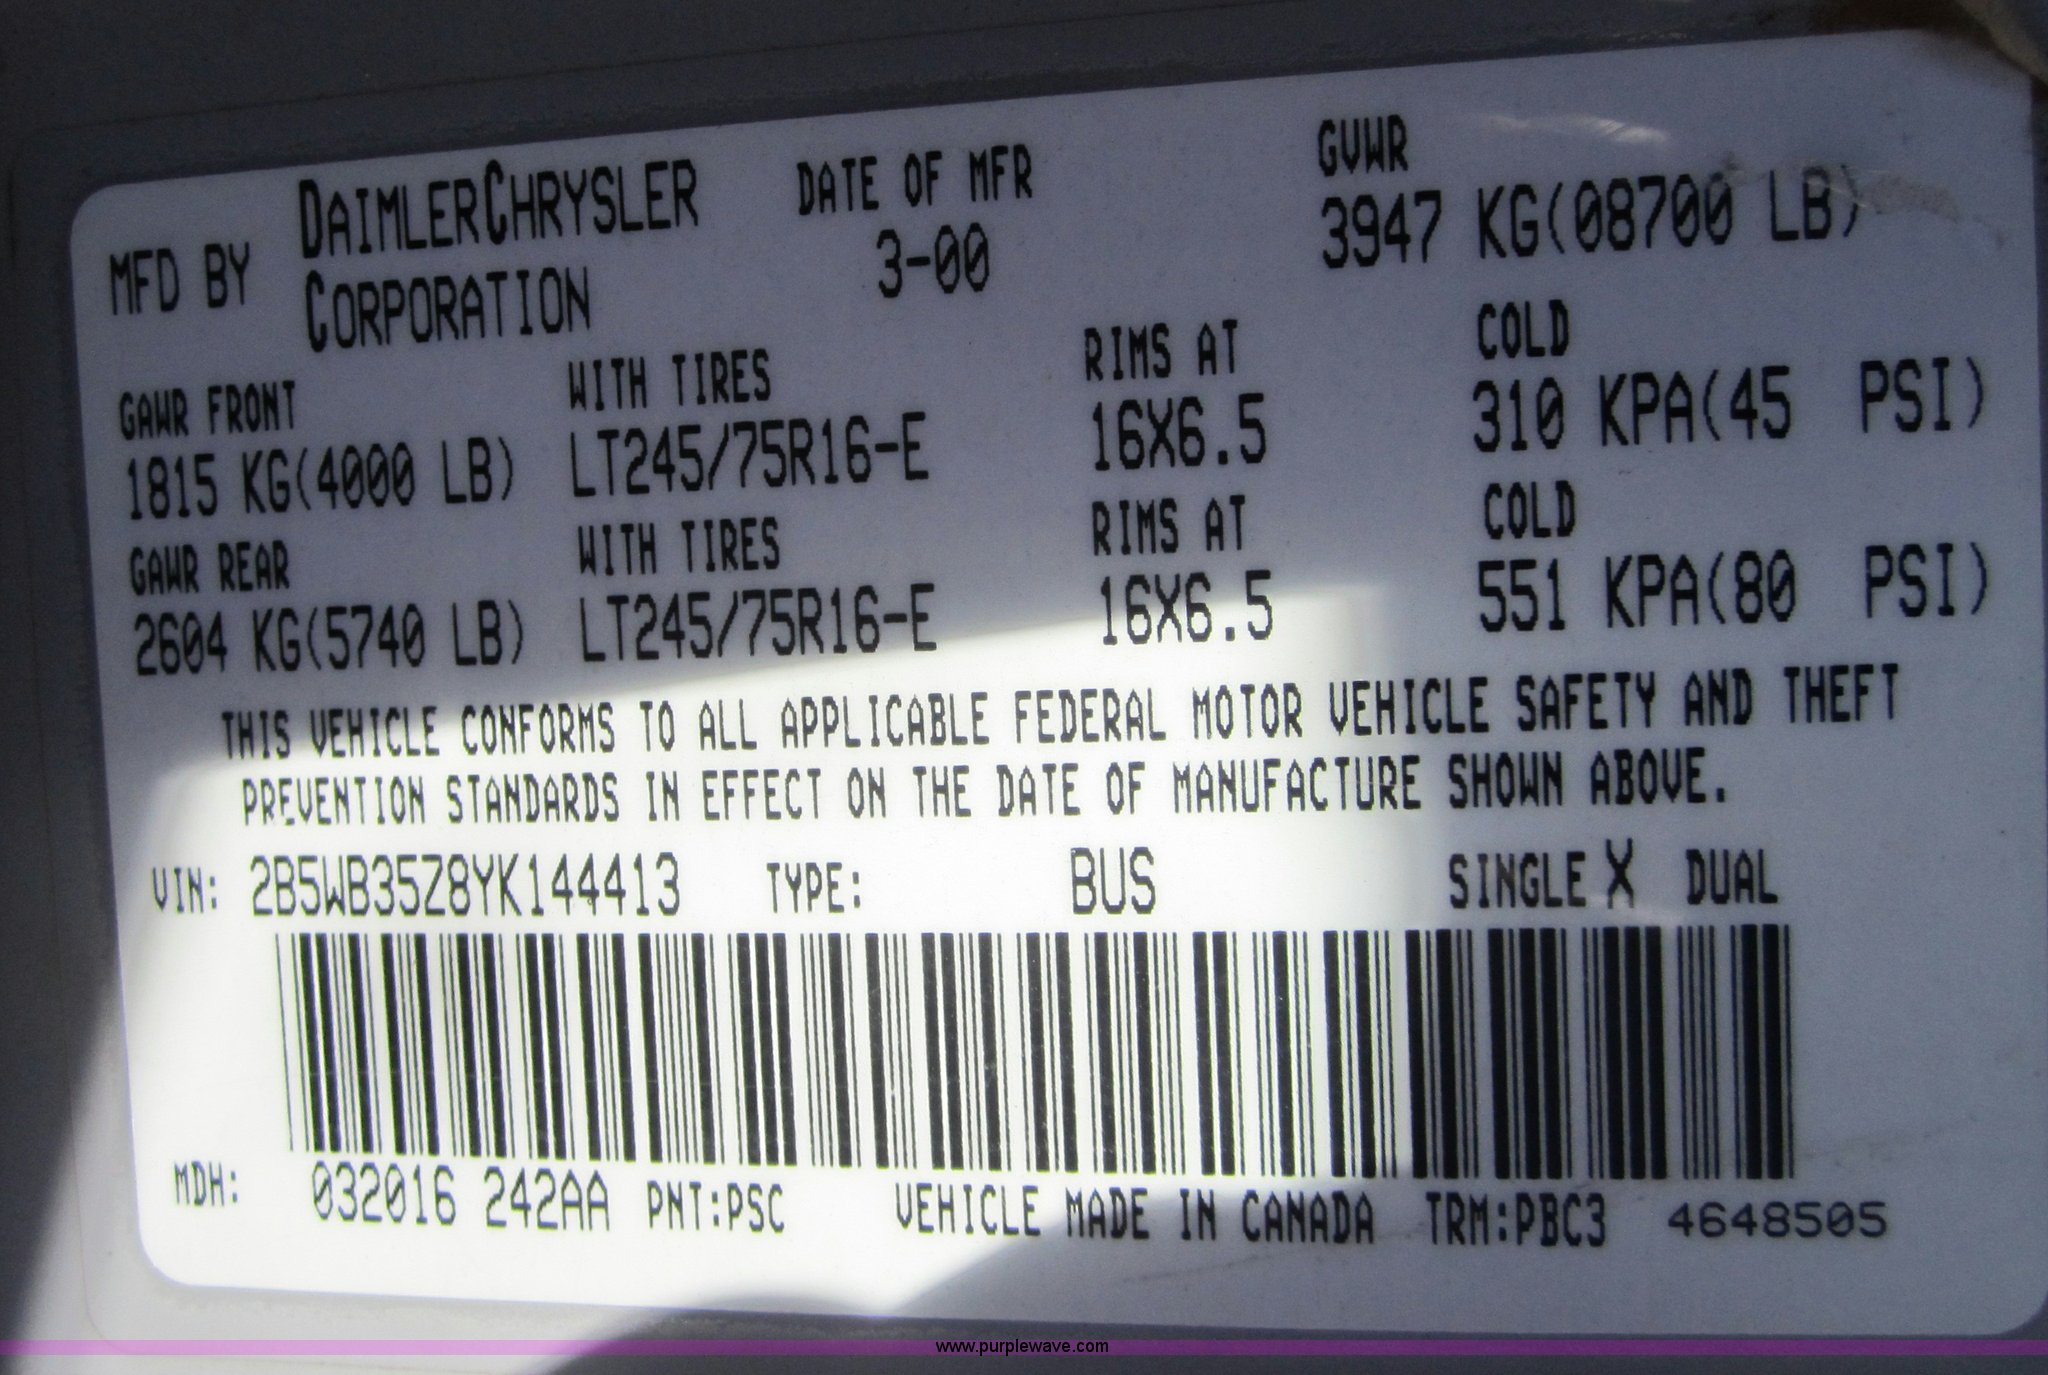 MFD BY DAIMLERCHRYSLER CORPORATION
DATE OF MFR
3-00
GVWR
3947 KG(08700 LB)
GAWR FRONT WITH TIRES RIMS AT COLD
1815 KG(4000 LB) LT245/75R16-E 16X6.5 310 KPA(45 PSI)
GAWR REAR WITH TIRES RIMS AT COLD
2604 KG(5740 LB) LT245/75R16-E 16X6.5 551 KPA(80 PSI)
THIS VEHICLE CONFORMS TO ALL APPLICABLE FEDERAL MOTOR VEHICLE SAFETY AND THEFT
PREVENTION STANDARDS IN EFFECT ON THE DATE OF MANUFACTURE SHOWN ABOVE.
VIN: 2B5WB35Z8YK144413 TYPE: BUS SINGLE X DUAL
MDH: 032016 242AA PNT:PSC VEHICLE MADE IN CANADA TRM:PBC3 4648505
www.purplewave.com